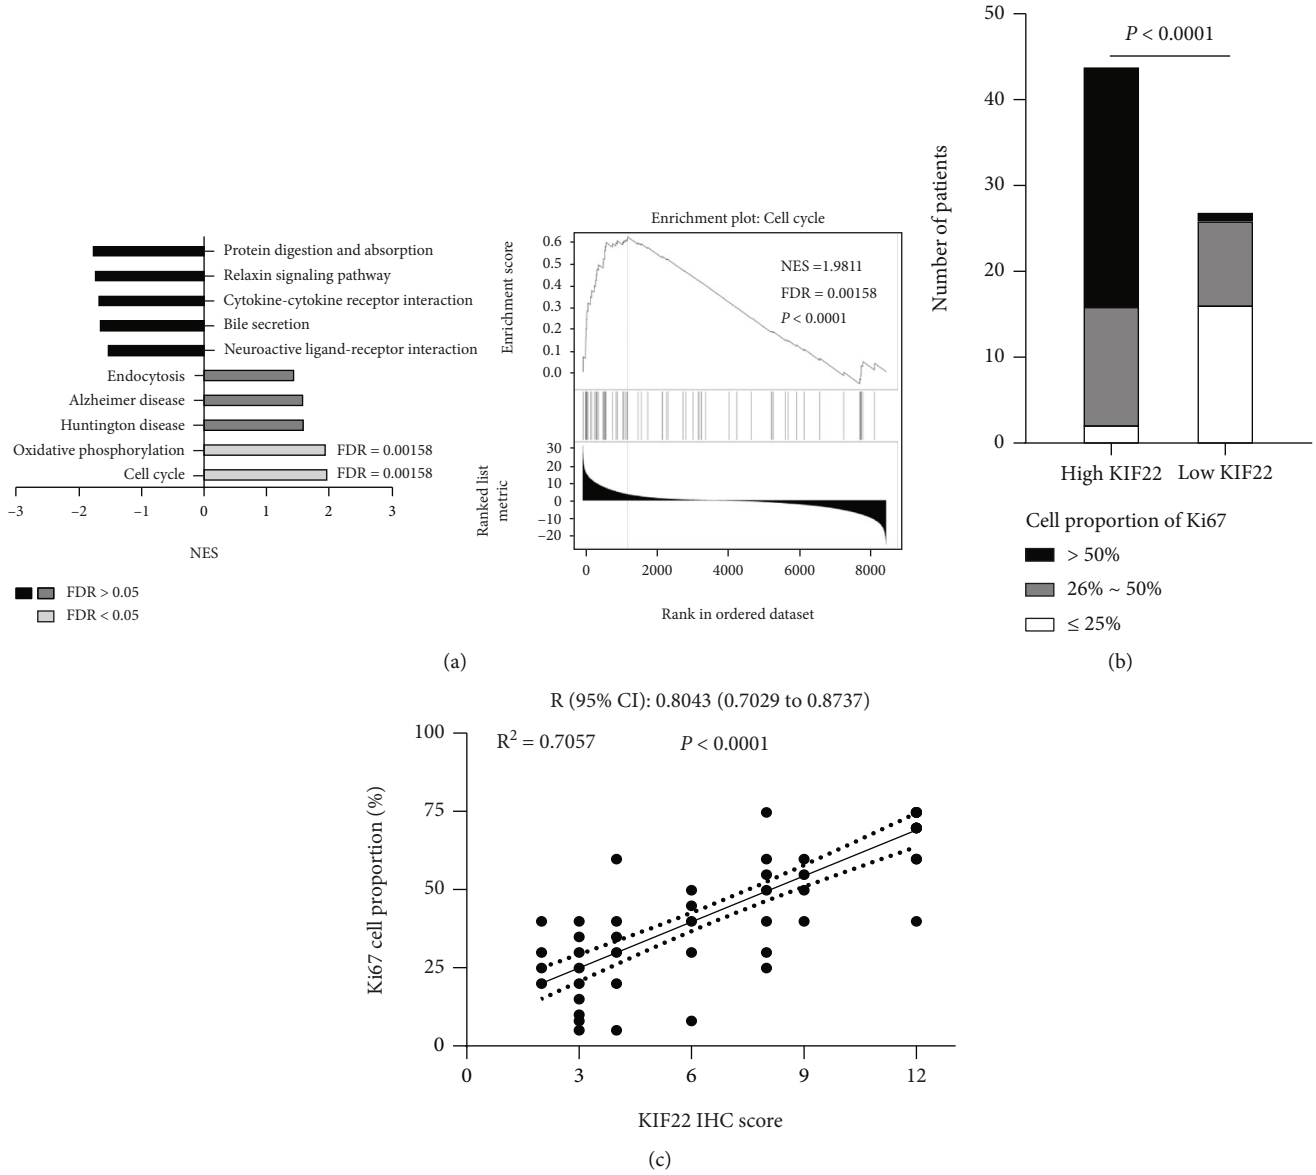 Protein digestion and absorption
Relaxin signaling pathway
Cytokine-cytokine receptor interaction
Bile secretion
Neuroactive ligand-receptor interaction
Endocytosis
Alzheimer disease
Huntington disease
Oxidative phosphorylation
FDR = 0.00158
Cell cycle
FDR = 0.00158
−3 −2 −1 0 1 2 3
NES
FDR > 0.05
FDR < 0.05
Enrichment plot: Cell cycle
Enrichment score
0.6
0.5
0.4
0.3
0.2
0.1
0.0
NES =1.9811
FDR = 0.00158
P < 0.0001
Ranked list
metric
30
20
10
0
−10
−20
0 2000 4000 6000 8000
Rank in ordered dataset
(a)
Number of patients
50
40
30
20
10
0
P < 0.0001
High KIF22 Low KIF22
Cell proportion of Ki67
> 50%
26% ~ 50%
≤ 25%
(b)
R (95% CI): 0.8043 (0.7029 to 0.8737)
R² = 0.7057
P < 0.0001
Ki67 cell proportion (%)
100
75
50
25
0
0 3 6 9 12
KIF22 IHC score
(c)